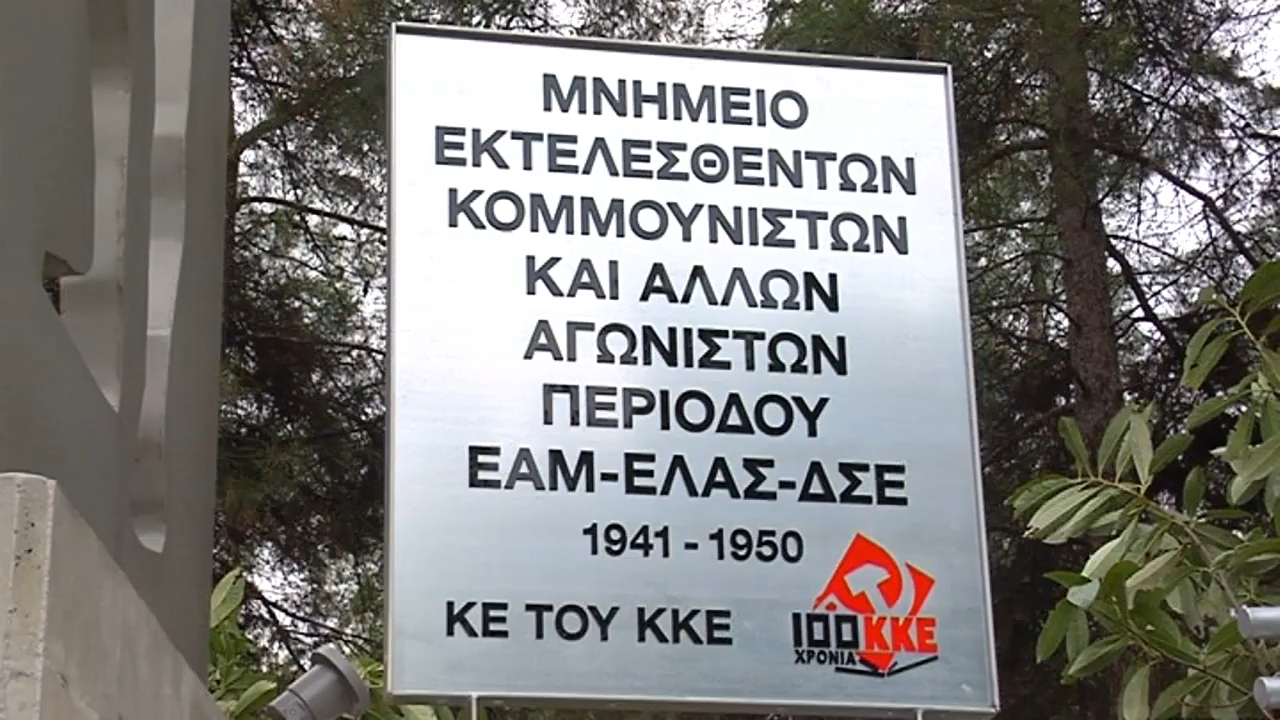 ΜΝΗΜΕΙΟ
ΕΚΤΕΛΕΣΘΕΝΤΩΝ
ΚΟΜΜΟΥΝΙΣΤΩΝ
ΚΑΙ ΑΛΛΩΝ
ΑΓΩΝΙΣΤΩΝ
ΠΕΡΙΟΔΟΥ
ΕΑΜ-ΕΛΑΣ-ΔΣΕ
1941 - 1950
ΚΕ ΤΟΥ ΚΚΕ
100 ΚΚΕ
ΧΡΟΝΙΑ